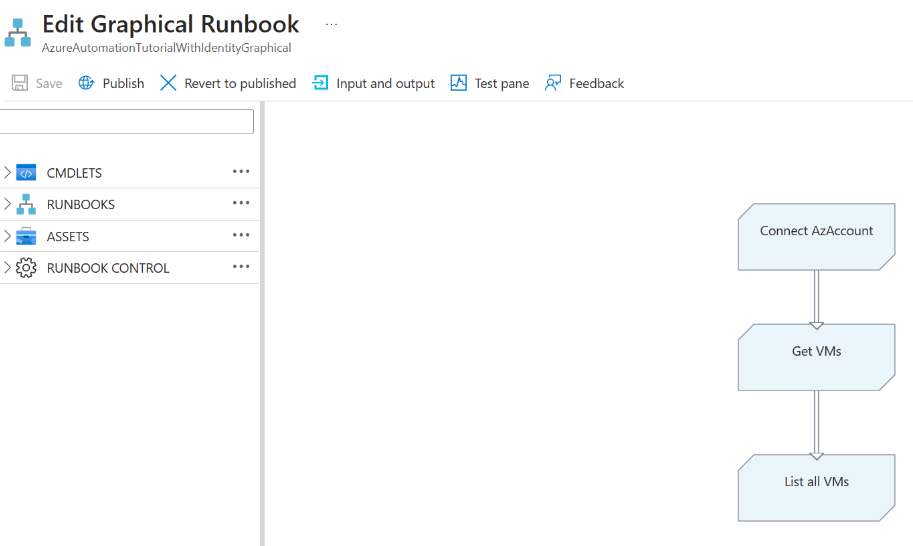 Edit Graphical Runbook ...
AzureAutomationTutorialWithIdentityGraphical
Save Publish Revert to published Input and output Test pane Feedback
CMDLETS
RUNBOOKS
ASSETS
RUNBOOK CONTROL
Connect AzAccount
Get VMs
List all VMs